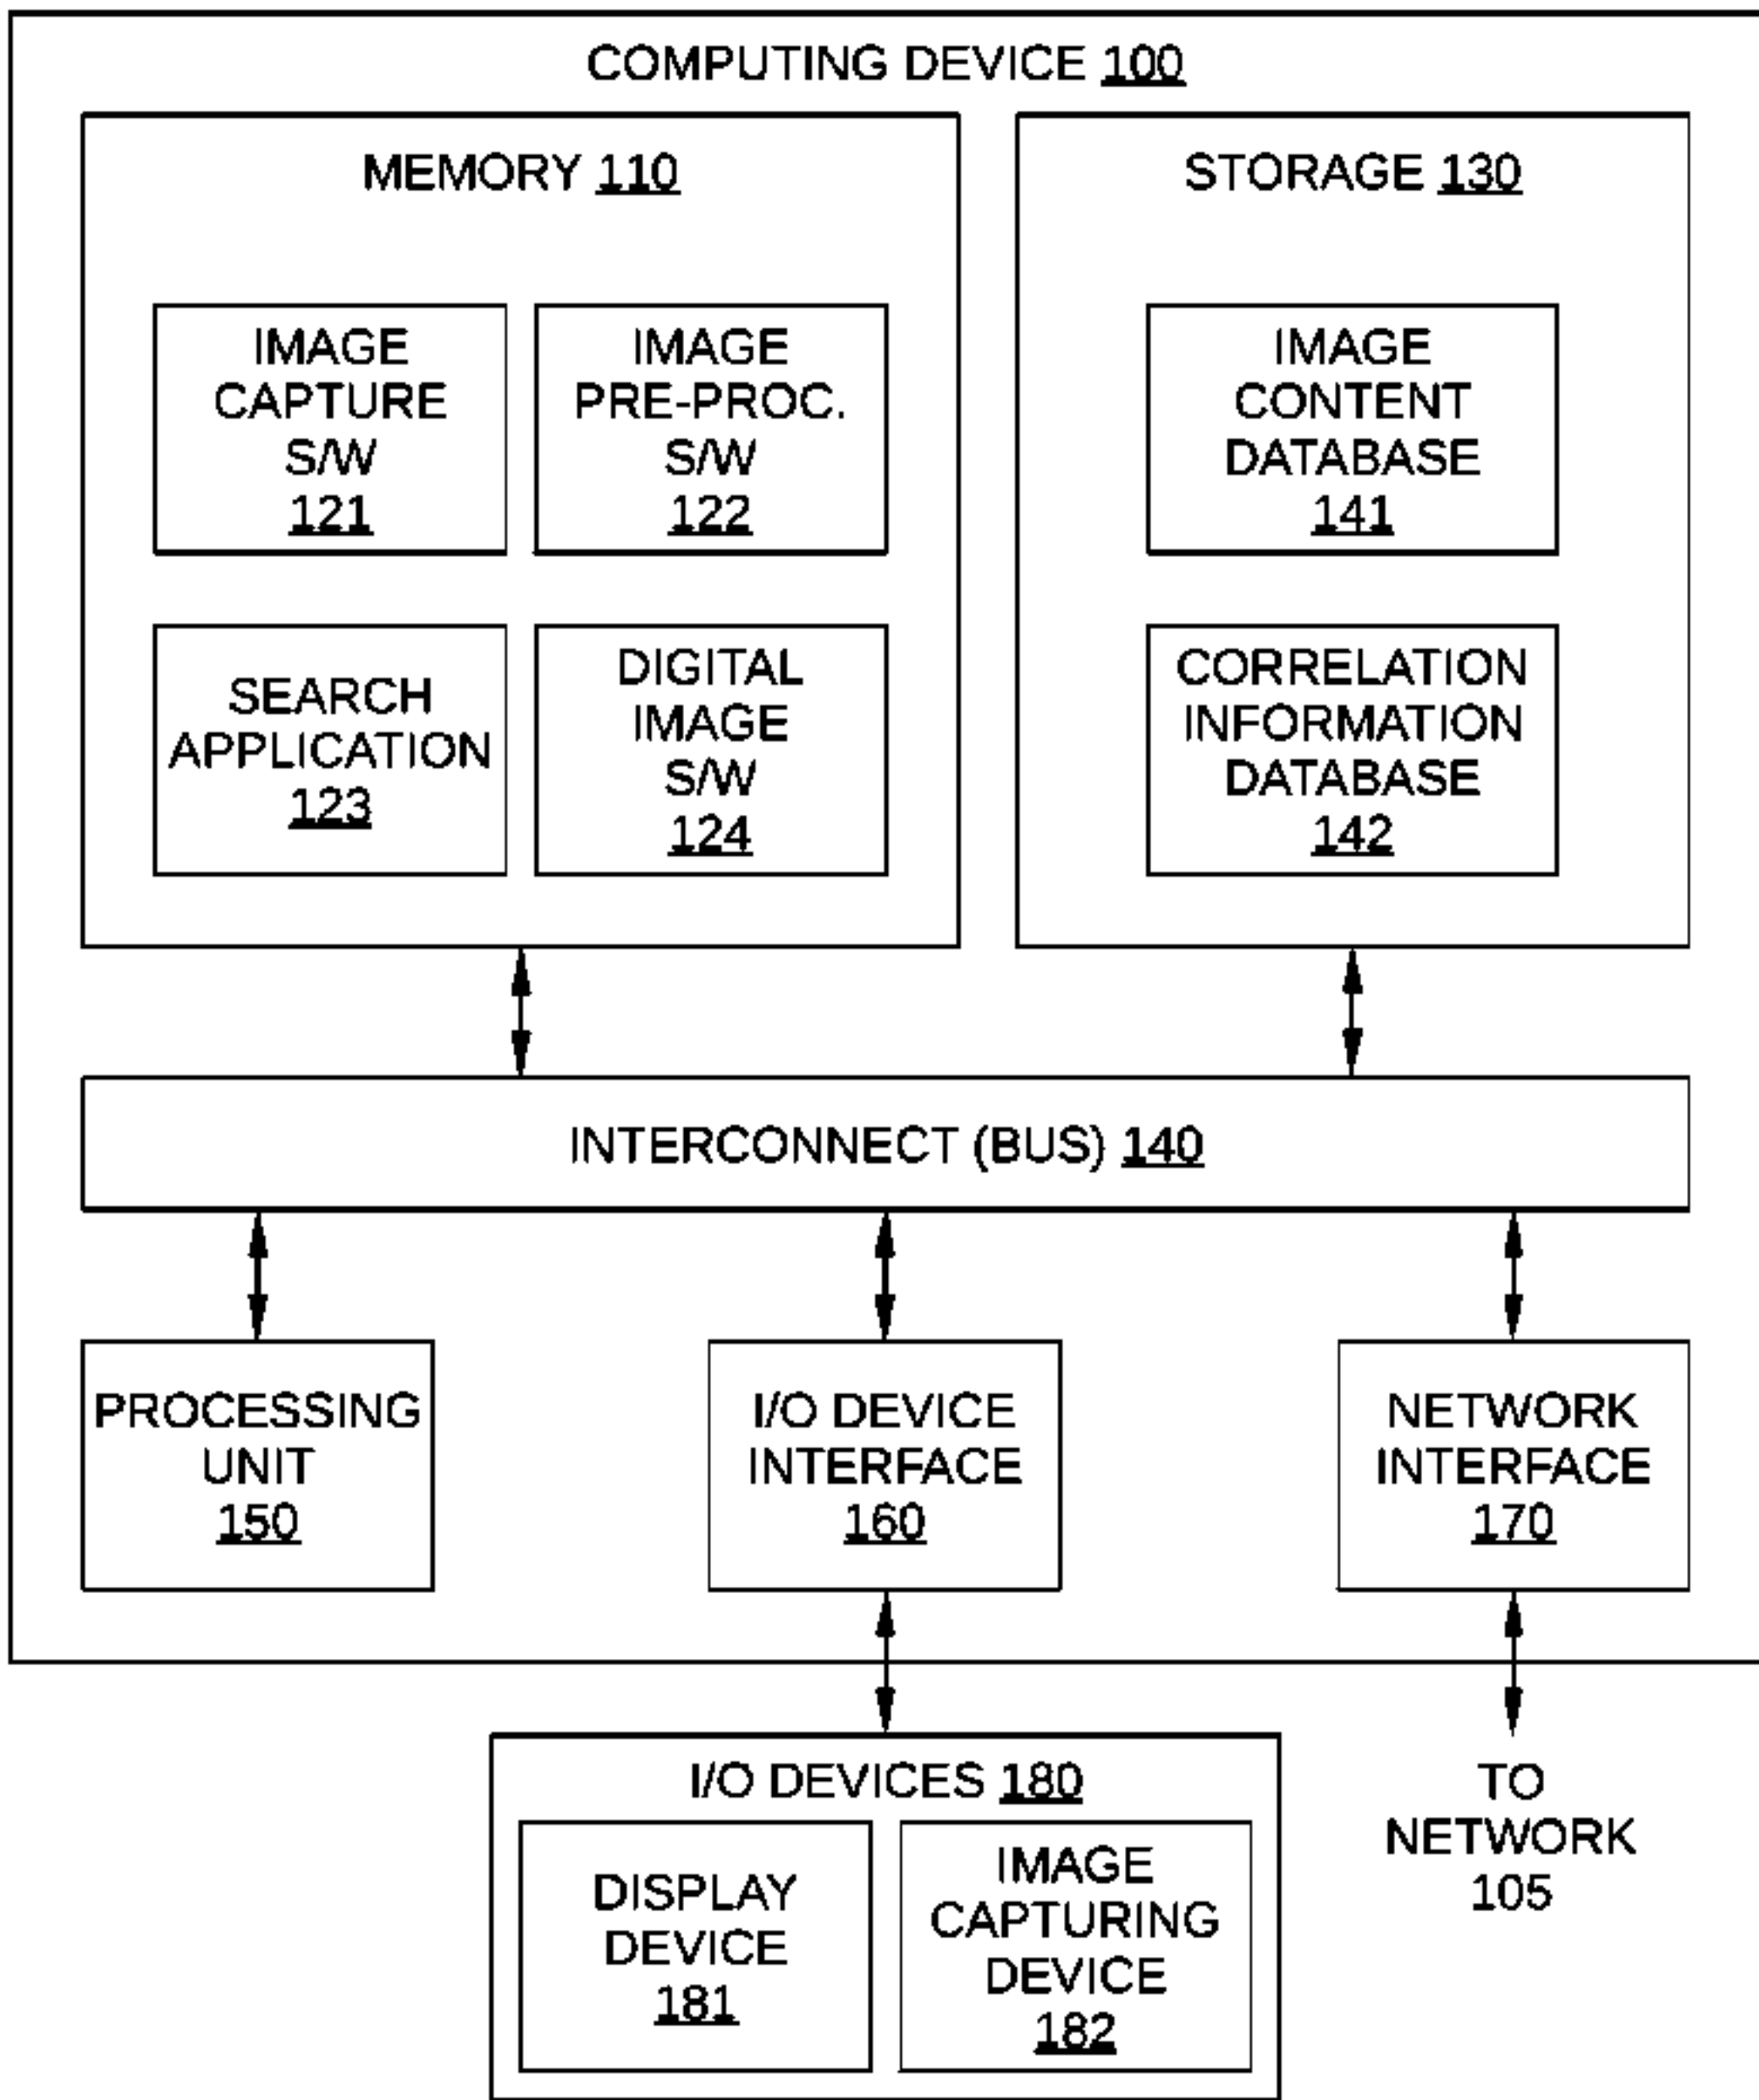 COMPUTING DEVICE 100
MEMORY 110
IMAGE
CAPTURE
S/W
121
IMAGE
PRE-PROC.
S/W
122
SEARCH
APPLICATION
123
DIGITAL
IMAGE
S/W
124
STORAGE 130
IMAGE
CONTENT
DATABASE
141
CORRELATION
INFORMATION
DATABASE
142
INTERCONNECT (BUS) 140
PROCESSING
UNIT
150
I/O DEVICE
INTERFACE
160
NETWORK
INTERFACE
170
I/O DEVICES 180
DISPLAY
DEVICE
181
IMAGE
CAPTURING
DEVICE
182
TO
NETWORK
105